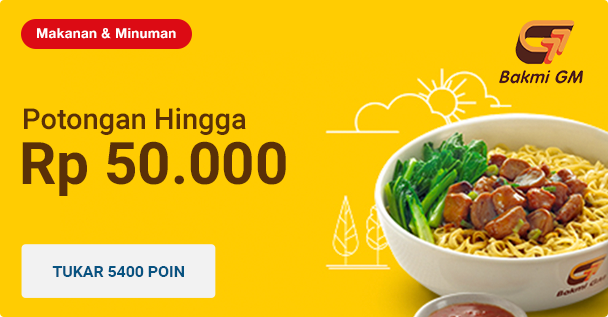 Makanan & Minuman
Bakmi GM
Potongan Hingga
Rp 50.000
TUKAR 5400 POIN
Bakmi GM